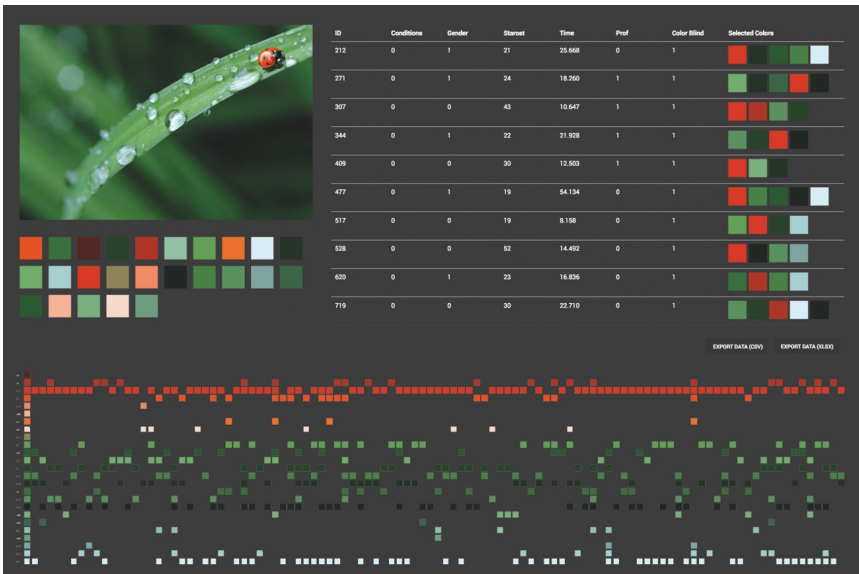 ID Conditions Gender Starost Time Prof Color Blind Selected Colors
212 0 1 21 25.668 0 1
271 0 1 24 18.260 1 1
307 0 0 43 10.647 1 1
344 0 1 22 21.928 1 1
409 0 0 30 12.503 1 1
477 0 1 19 54.134 0 1
517 0 0 19 8.158 0 1
528 0 0 52 14.492 0 1
620 0 1 23 16.836 0 1
719 0 0 30 22.710 0 1
EXPORT DATA (CSV) EXPORT DATA (XLSX)